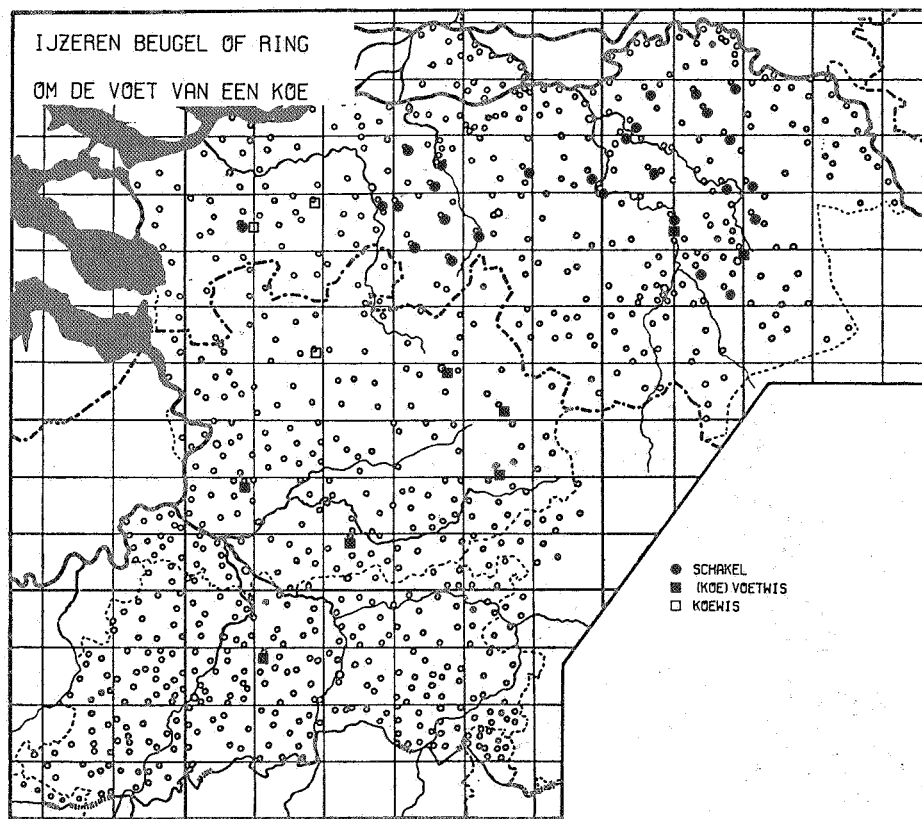 IJZEREN BEUGEL OF RING
OM DE VOET VAN EEN KOE
SCHAKEL
(KOE) VOETWIS
KOEWIS